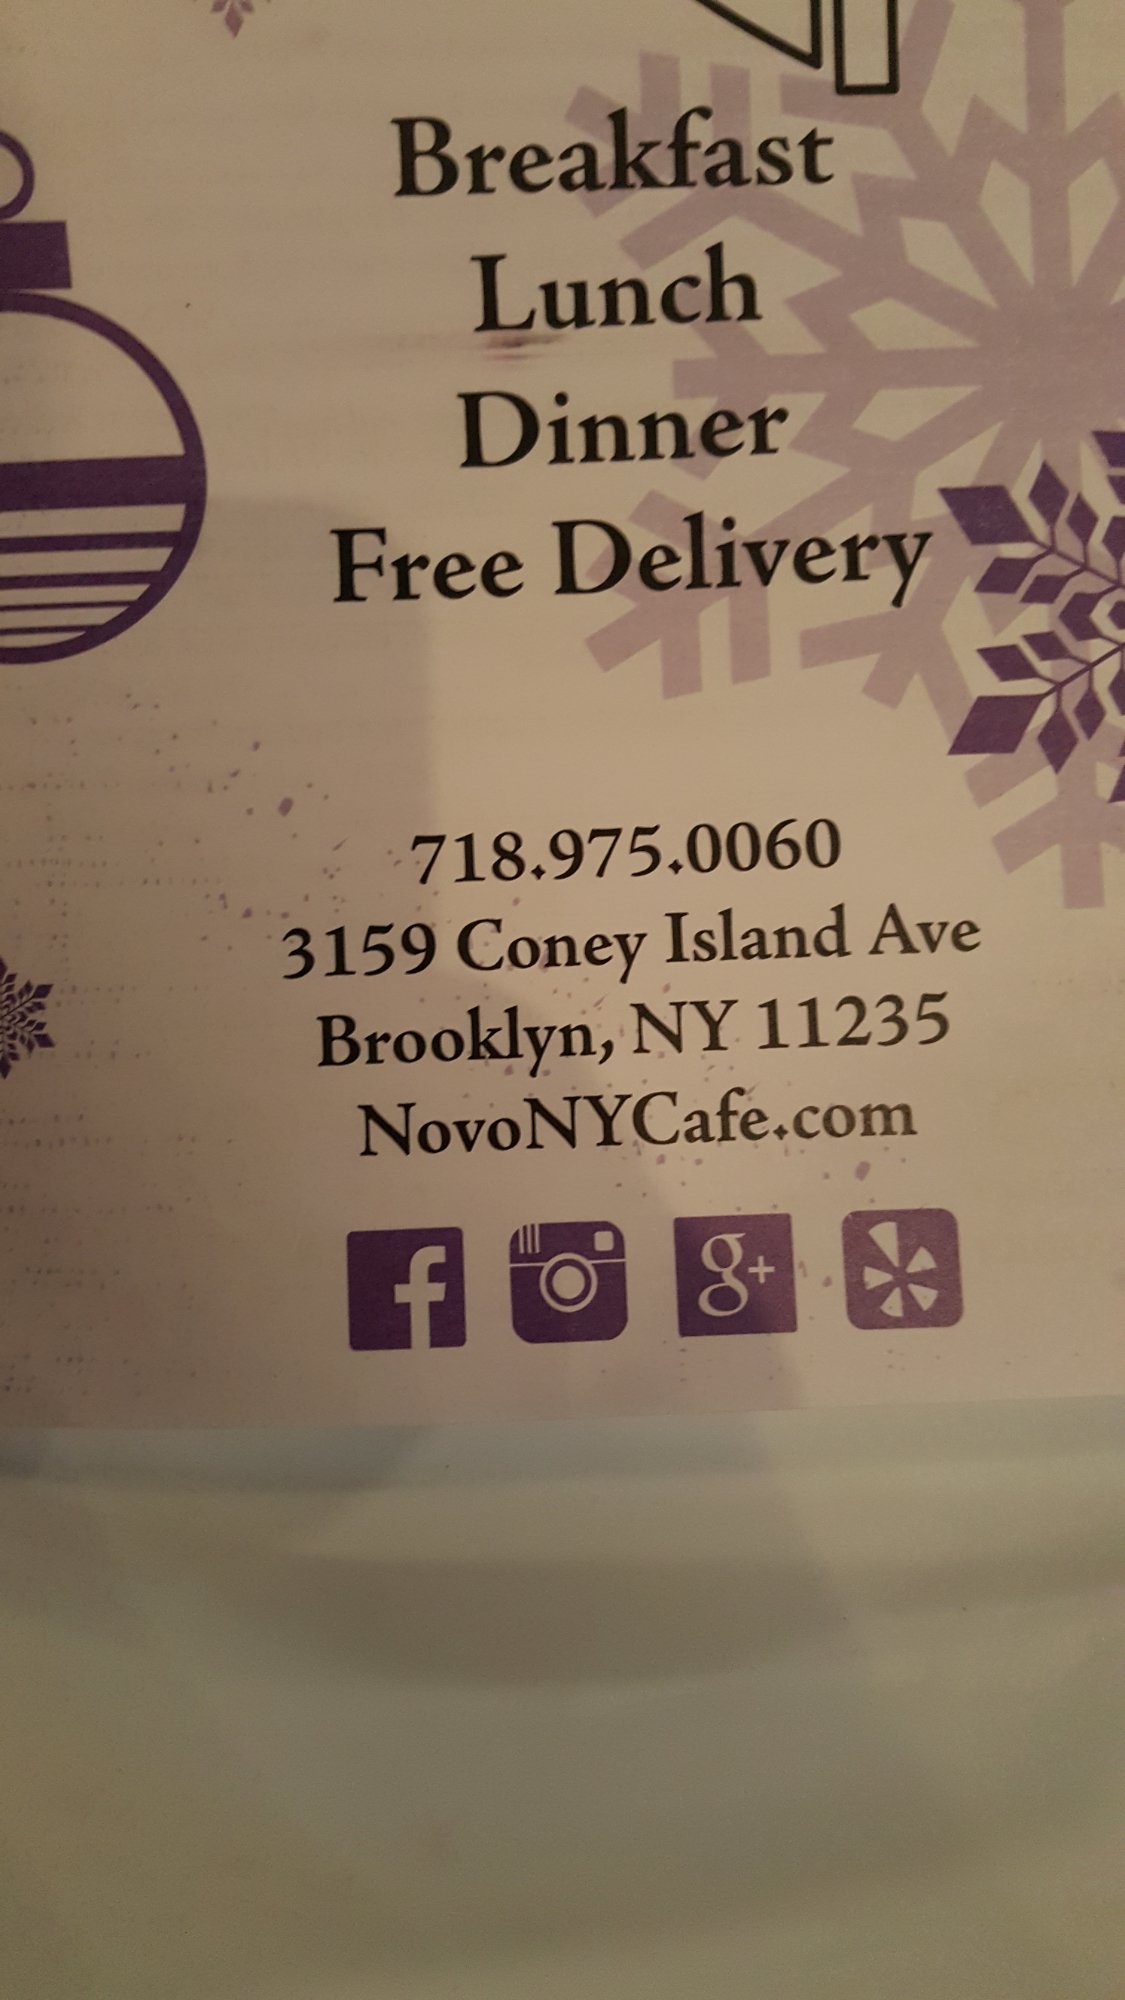 Breakfast
Lunch
Dinner
Free Delivery
718.975.0060
3159 Coney Island Ave
Brooklyn, NY 11235
NovoNYCafe.com
f
g+